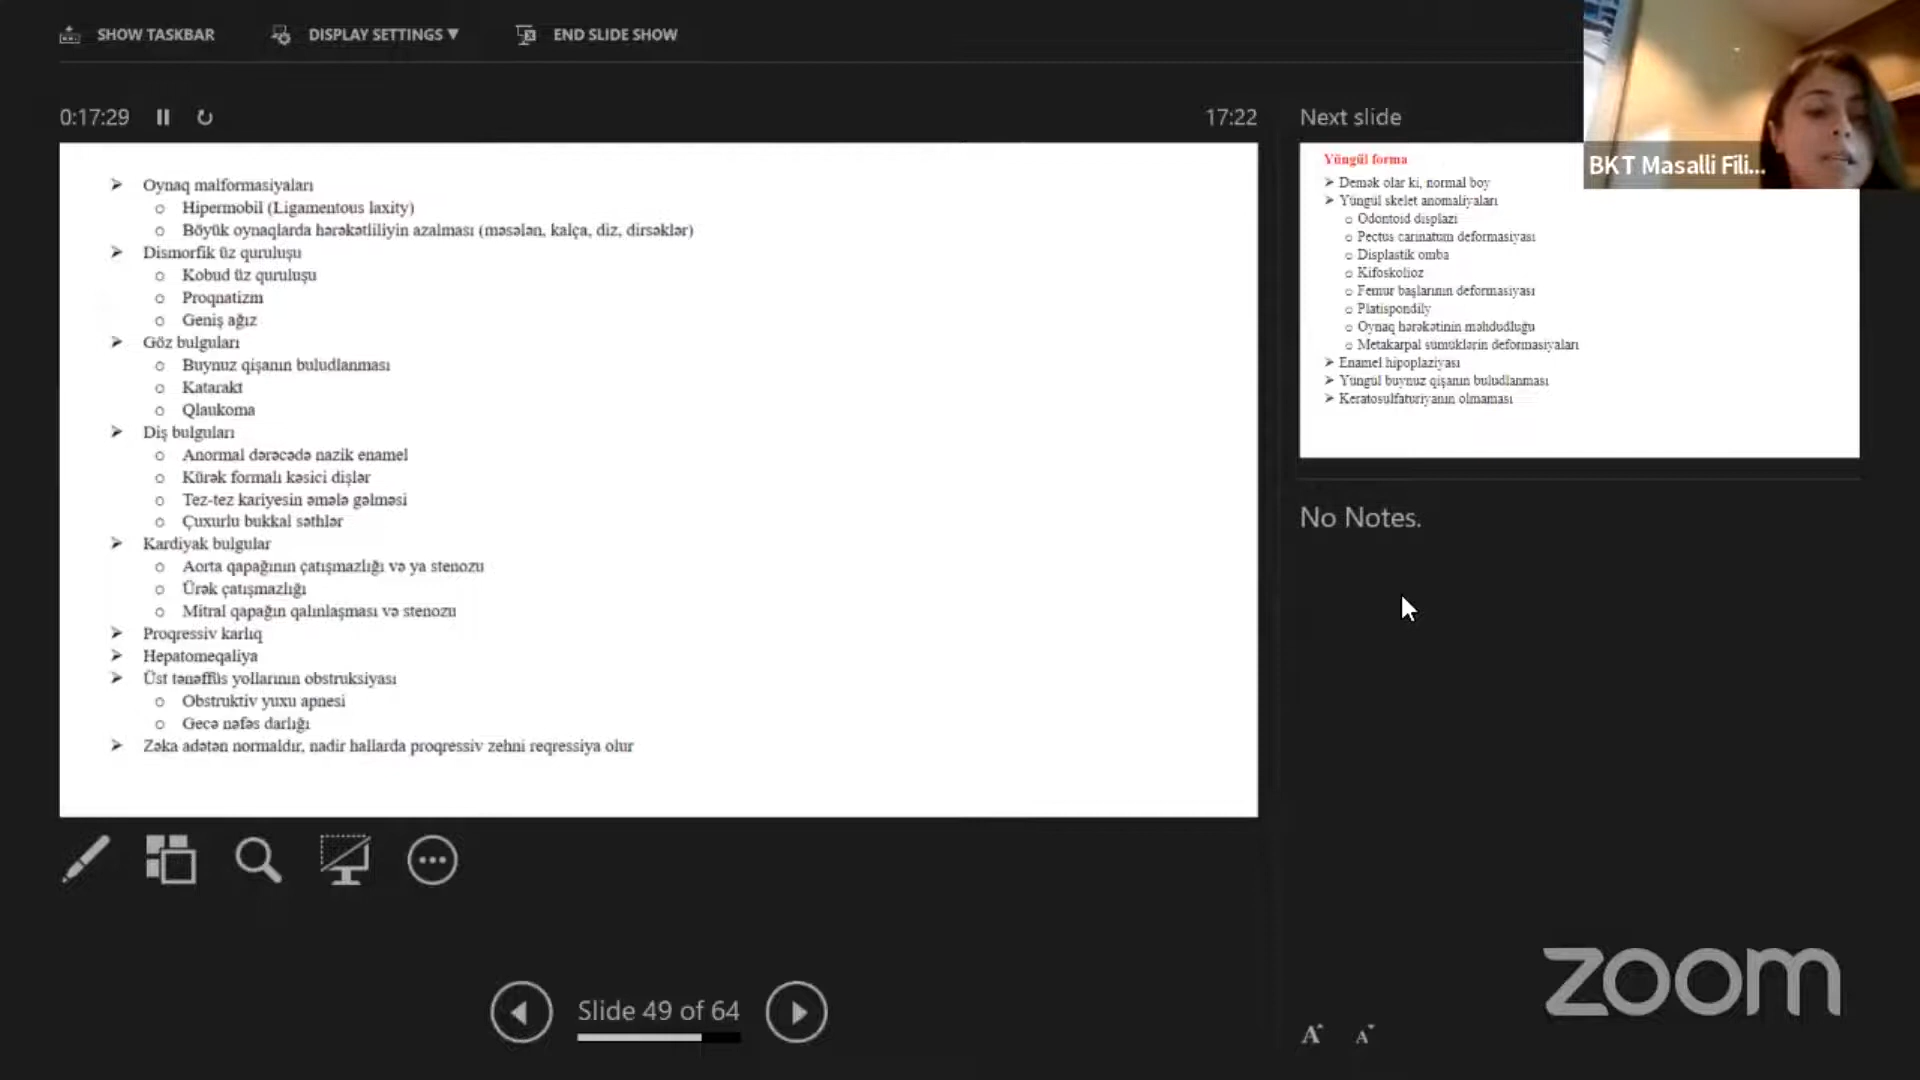 SHOW TASKBAR
DISPLAY SETTINGS ▼
END SLIDE SHOW
0:17:29
17:22
➢ Oynaq malformasiyaları
o Hipermobil (Ligamentous laxity)
o Böyük oynaqlarda hərəkətliliyin azalması (məsələn, kalça, diz, dirsəklər)
➢ Dismorfik üz quruluşu
o Kobud üz quruluşu
o Proqnatizm
o Geniş ağız
➢ Göz bulguları
o Buynuz qişanın buludlanması
o Katarakt
o Qlaukoma
➢ Diş bulguları
o Anormal dərəcədə nazik enamel
o Kürək formalı kəsici dişlər
o Tez-tez kariyesin əmələ gəlməsi
o Çuxurlu bukkal səthlər
➢ Kardiyak bulgular
o Aorta qapağının çatışmazlığı və ya stenozu
o Ürək çatışmazlığı
o Mitral qapağın qalınlaşması və stenozu
➢ Proqressiv karlıq
➢ Hepatomeqaliya
➢ Üst tənəffüs yollarının obstruksiyası
o Obstruktiv yuxu apnesi
o Gecə nəfəs darlığı
➢ Zəka adətən normaldır, nadir hallarda proqressiv zehni reqressiya olur
Next slide
Yüngül forma
➢ Demək olar ki, normal boy
➢ Yüngül skelet anomaliyaları
o Odontoid displazi
o Pectus carinatum deformasiyası
o Displastik omba
o Kifoskolioz
o Femur başlarının deformasiyası
o Platispondily
o Oynaq hərəkətinin məhdudluğu
o Metakarpal sümüklərin deformasiyaları
➢ Enamel hipoplaziyası
➢ Yüngül buynuz qişanın buludlanması
➢ Keratosulfaturiyanın olmaması
BKT Masalli Fili...
No Notes.
Slide 49 of 64
zoom
A A